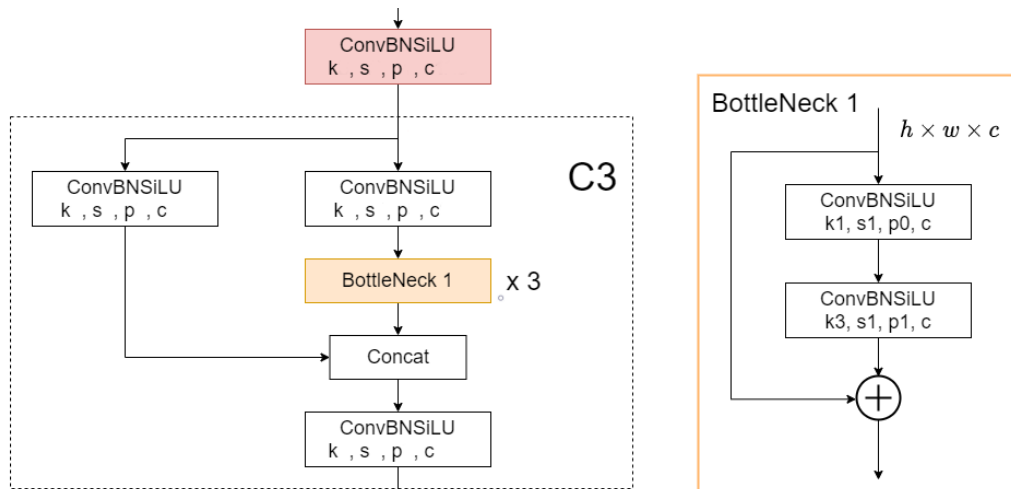 ConvBNSiLU
k , s , p , c
C3
ConvBNSiLU
k , s , p , c
ConvBNSiLU
k , s , p , c
BottleNeck 1
x 3
Concat
ConvBNSiLU
k , s , p , c
BottleNeck 1
h × w × c
ConvBNSiLU
k1, s1, p0, c
ConvBNSiLU
k3, s1, p1, c
+